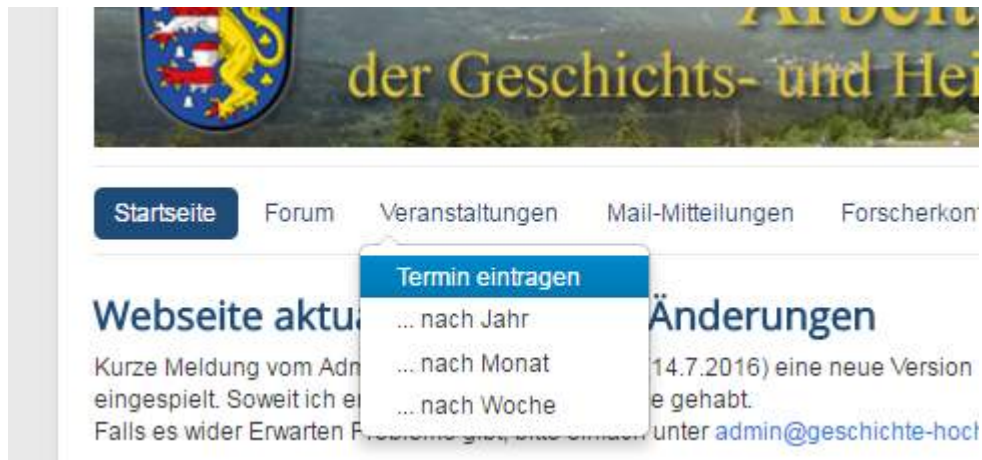 der Geschichts- und Hei
Startseite Forum Veranstaltungen Mail-Mitteilungen Forscherkon
Termin eintragen
... nach Jahr
... nach Monat
... nach Woche
Webseite aktu Änderungen
Kurze Meldung vom Adm 14.7.2016) eine neue Version
eingespielt. Soweit ich e e gehabt.
Falls es wider Erwarten unter admin@geschichte-hoch